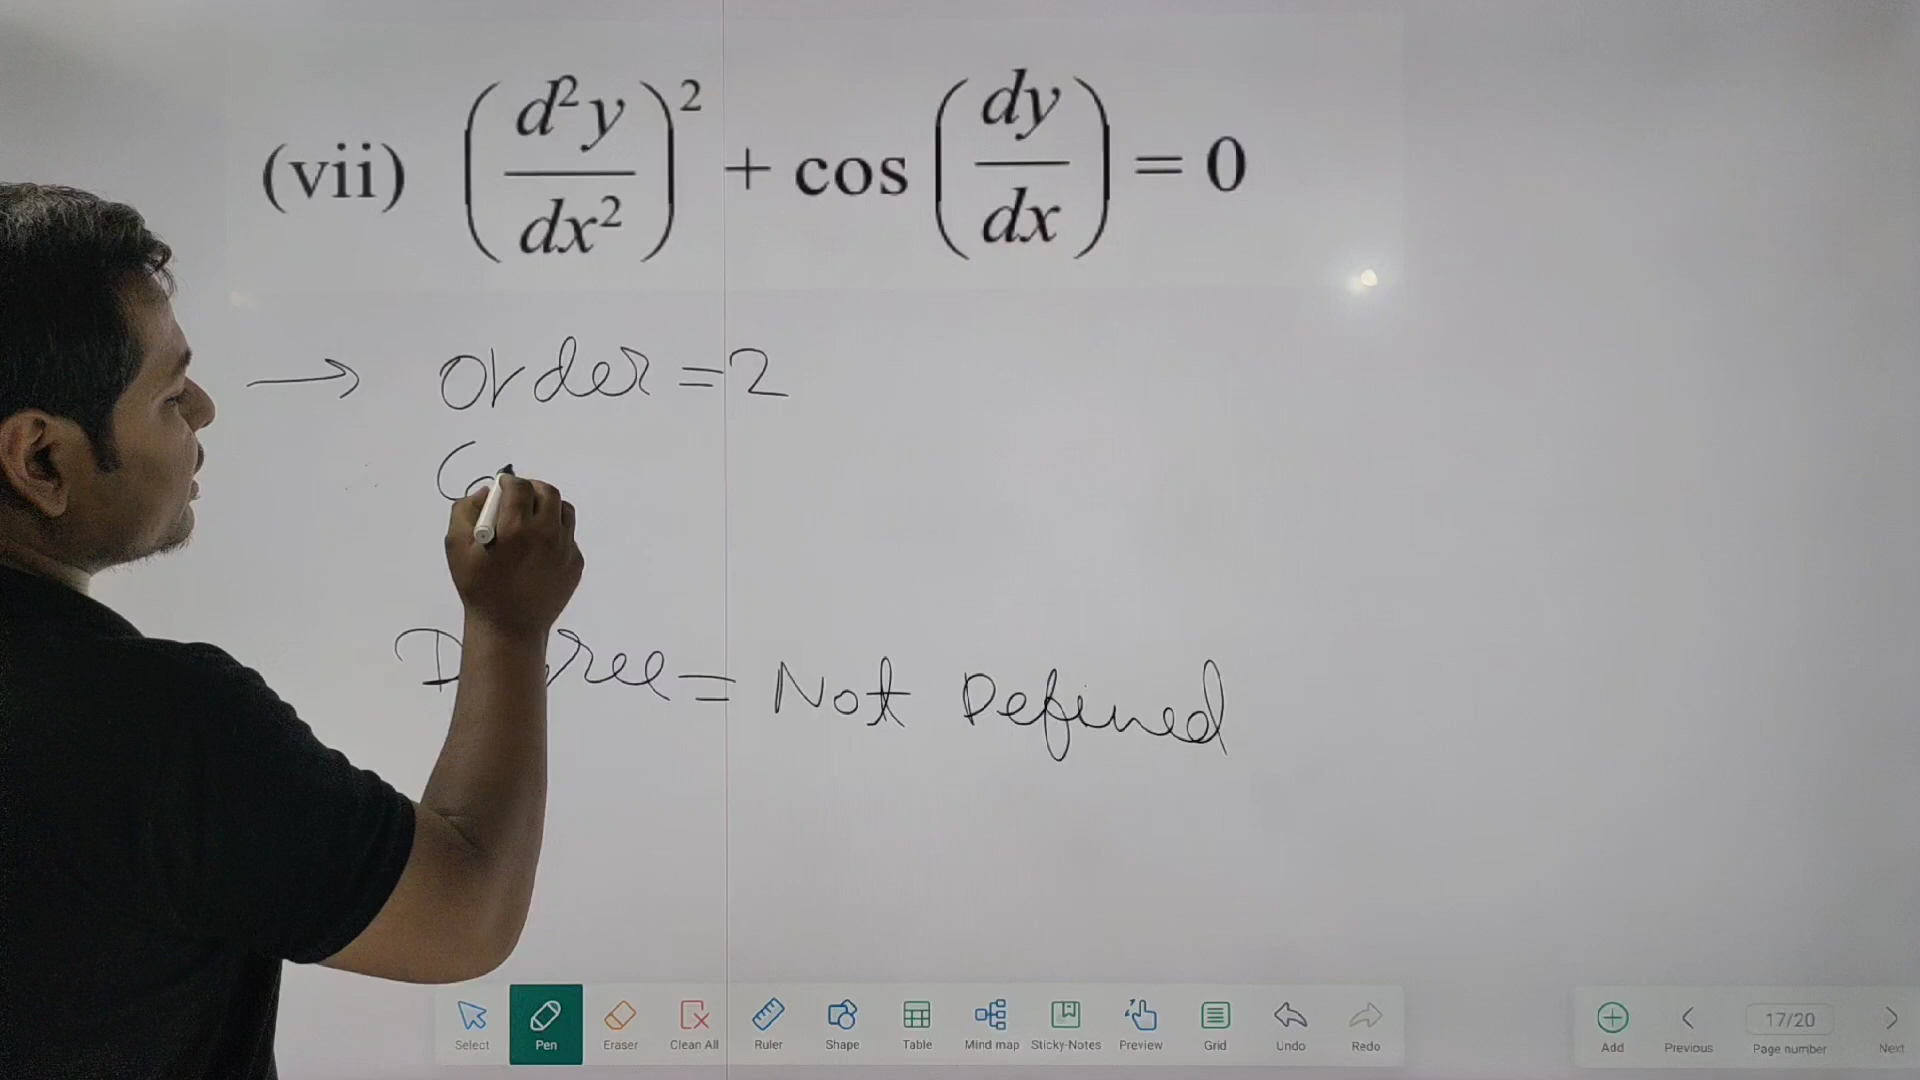 (vii) (d²y/dx²)² + cos (dy/dx) = 0
→ Order = 2
Degree = Not Defined
Select Pen Eraser Clean All Ruler Shape Table Mind map Sticky-Notes Preview Grid Undo Redo Add Previous 17/20 Page number Next